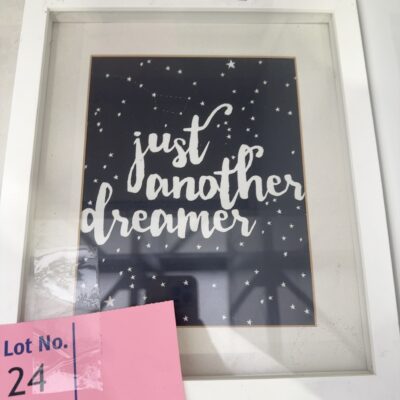 just
another
dreamer
Lot No.
24